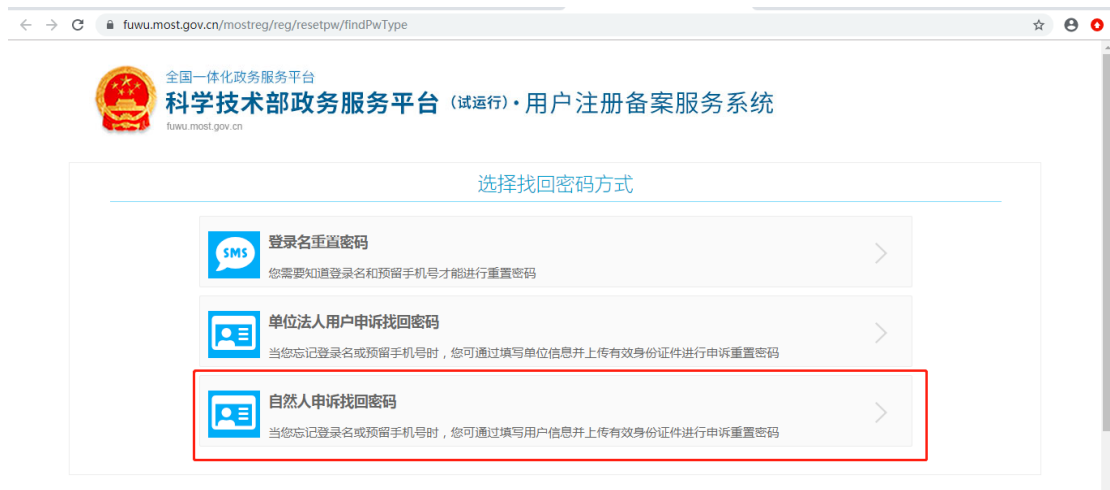 fuwu.most.gov.cn/mostreg/reg/resetpw/findPwType
全国一体化政务服务平台
科学技术部政务服务平台（试运行）·用户注册备案服务系统
fuwu.most.gov.cn
选择找回密码方式
SMS
登录名重置密码
您需要知道登录名和预留手机号才能进行重置密码
单位法人用户申诉找回密码
当您忘记登录名或预留手机号时，您可通过填写单位信息并上传有效身份证件进行申诉重置密码
自然人申诉找回密码
当您忘记登录名或预留手机号时，您可通过填写用户信息并上传有效身份证件进行申诉重置密码